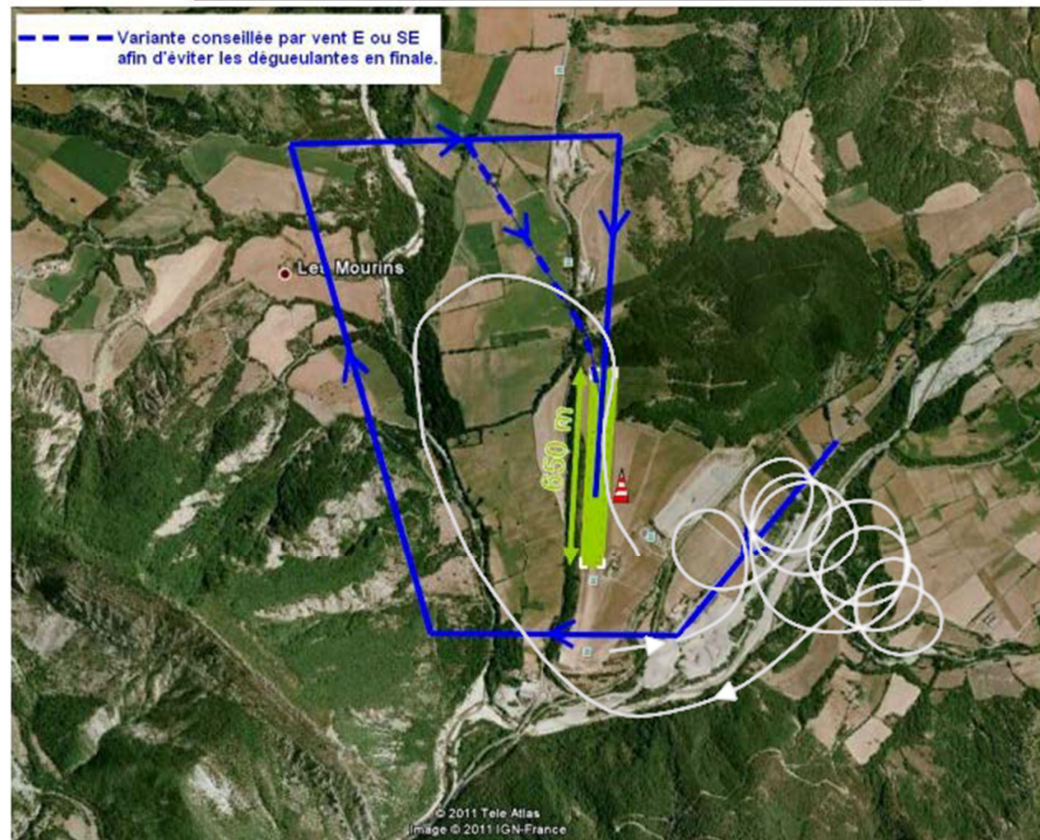 Variante conseillée par vent E ou SE
afin d'éviter les dégueulantes en finale.
Les Mourins
650 m
© 2011 Tele Atlas
Image © 2011 IGN-France